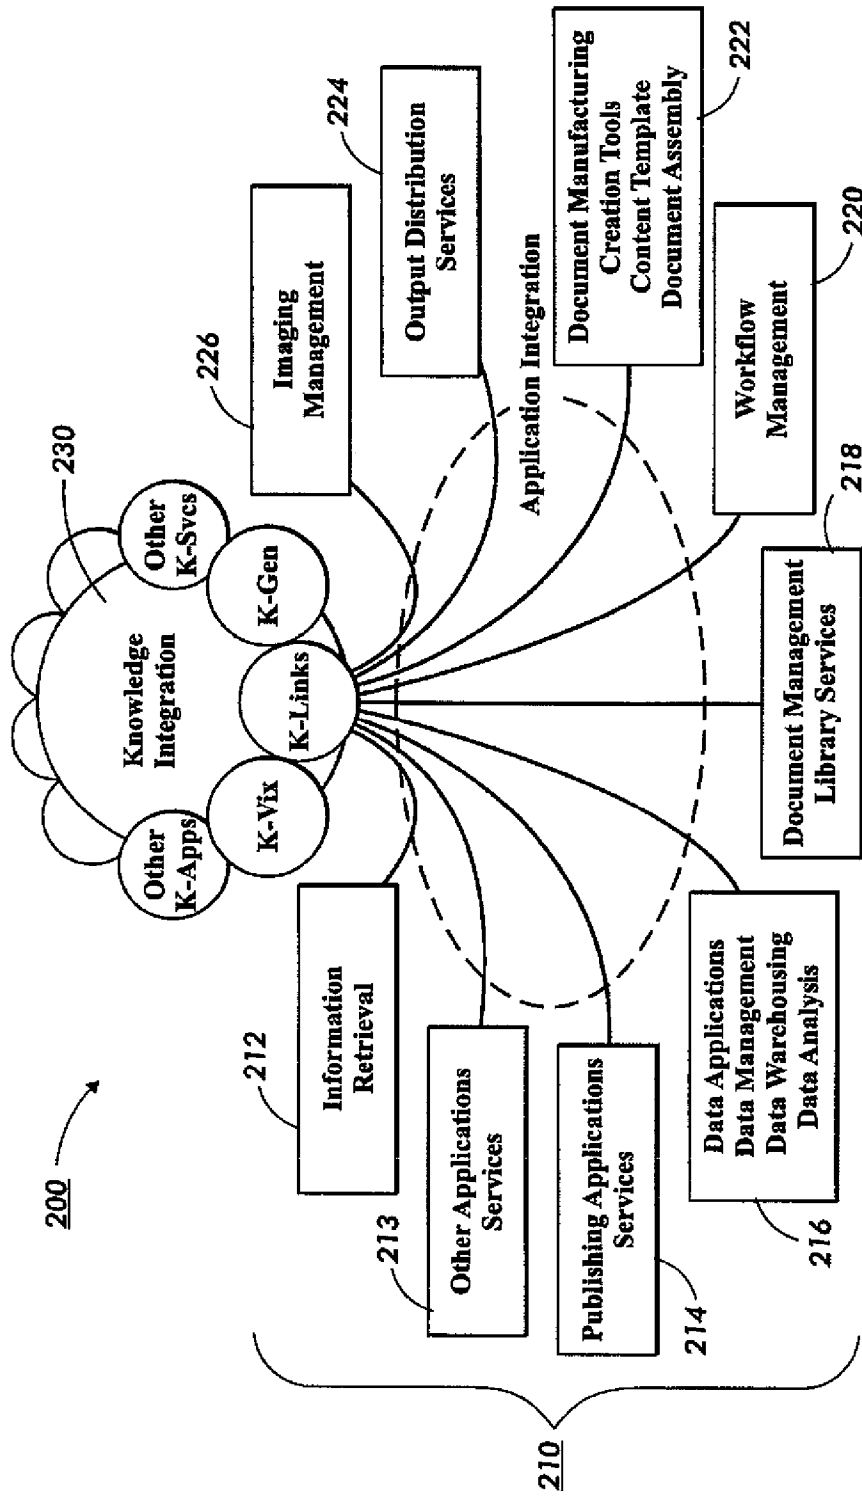 200
230
Knowledge
Integration
Other
K-Apps
K-Vix
K-Links
K-Gen
Other
K-Svcs
210
212
Information
Retrieval
213
Other Applications
Services
214
Publishing Applications
Services
216
Data Applications
Data Management
Data Warehousing
Data Analysis
218
Document Management
Library Services
220
Workflow
Management
222
Document Manufacturing
Creation Tools
Content Template
Document Assembly
224
Output Distribution
Services
226
Imaging
Management
Application Integration